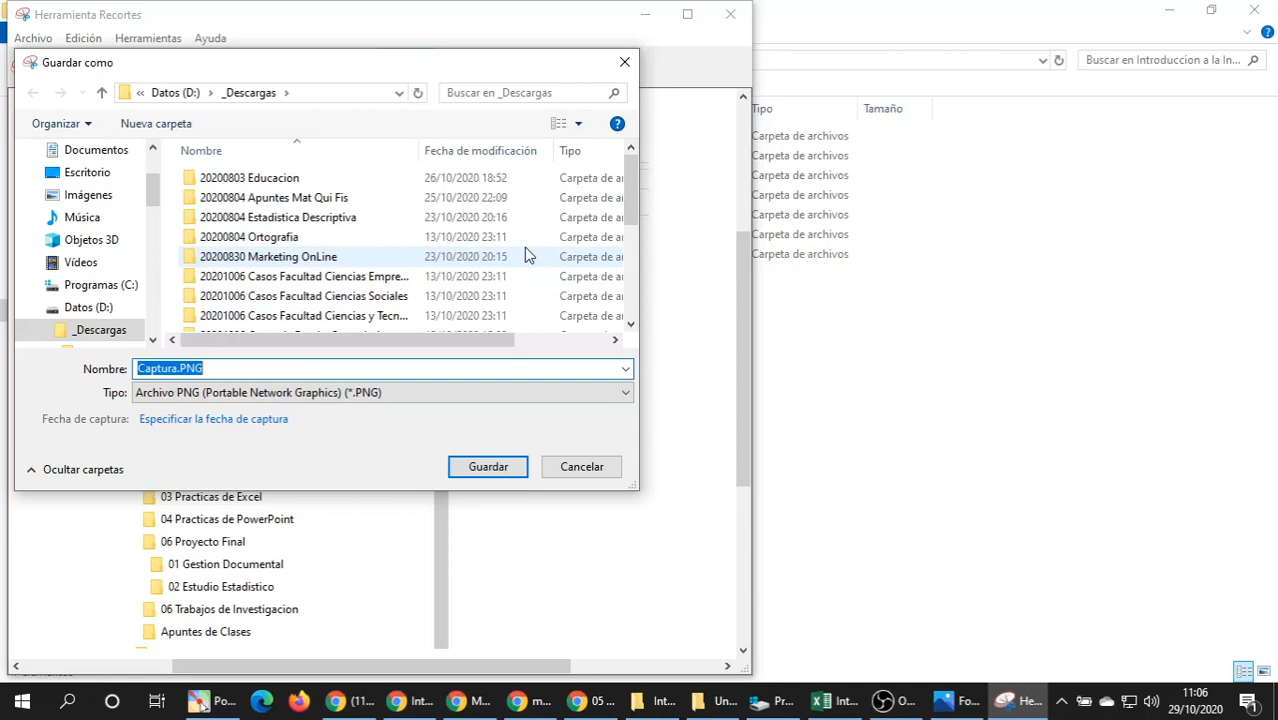 Herramienta Recortes
Archivo Edición Herramientas Ayuda
Guardar como
« Datos (D:) › _Descargas ›
Buscar en _Descargas
Buscar en Introduccion a la In...
Organizar Nueva carpeta
Tipo Tamaño
Nombre Fecha de modificación Tipo
Documentos
Escritorio
Imágenes
Música
Objetos 3D
Vídeos
Programas (C:)
Datos (D:)
_Descargas
20200803 Educacion 26/10/2020 18:52 Carpeta de ar
20200804 Apuntes Mat Qui Fis 25/10/2020 22:09 Carpeta de ar
20200804 Estadistica Descriptiva 23/10/2020 20:16 Carpeta de ar
20200804 Ortografia 13/10/2020 23:11 Carpeta de ar
20200830 Marketing OnLine 23/10/2020 20:15 Carpeta de ar
20201006 Casos Facultad Ciencias Empre... 13/10/2020 23:11 Carpeta de ar
20201006 Casos Facultad Ciencias Sociales 13/10/2020 23:11 Carpeta de ar
20201006 Casos Facultad Ciencias y Tecn... 13/10/2020 23:11 Carpeta de ar
Carpeta de archivos
Carpeta de archivos
Carpeta de archivos
Carpeta de archivos
Carpeta de archivos
Carpeta de archivos
Carpeta de archivos
Nombre: Captura.PNG
Tipo: Archivo PNG (Portable Network Graphics) (*.PNG)
Fecha de captura: Especificar la fecha de captura
Ocultar carpetas
Guardar Cancelar
03 Practicas de Excel
04 Practicas de PowerPoint
06 Proyecto Final
01 Gestion Documental
02 Estudio Estadistico
06 Trabajos de Investigacion
Apuntes de Clases
Po... (11... Int... M... m... 05 ... Int... Un... Pr... Int... O... Fo... He...
11:06
29/10/2020